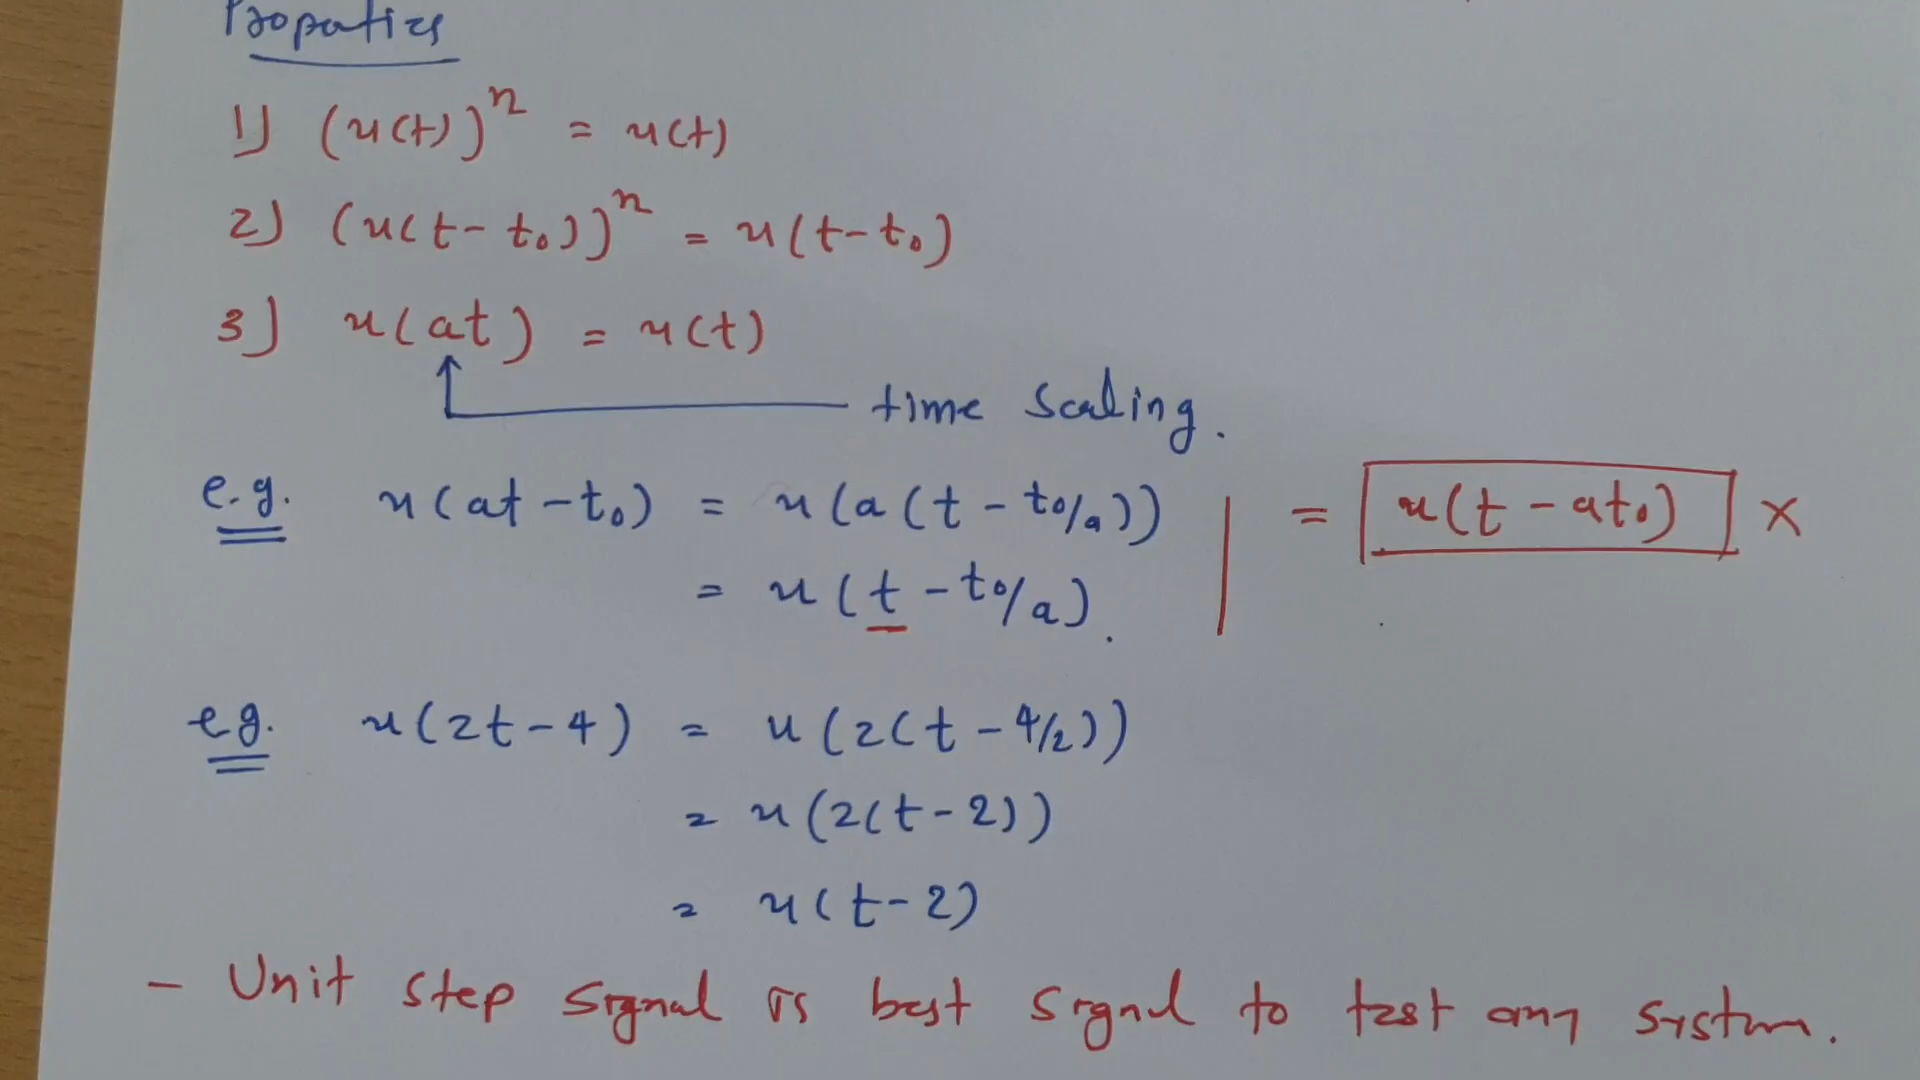 Properties
1) (u(t))^n = u(t)
2) (u(t-t₀))^n = u(t-t₀)
3) u(at) = u(t)
time scaling.
e.g. u(at-t₀) = u(a(t-t₀/a)) = u(t-at₀) ×
= u(t-t₀/a).
e.g. u(2t-4) = u(2(t-4/2))
= u(2(t-2))
= u(t-2)
- Unit step signal is best signal to test any system.